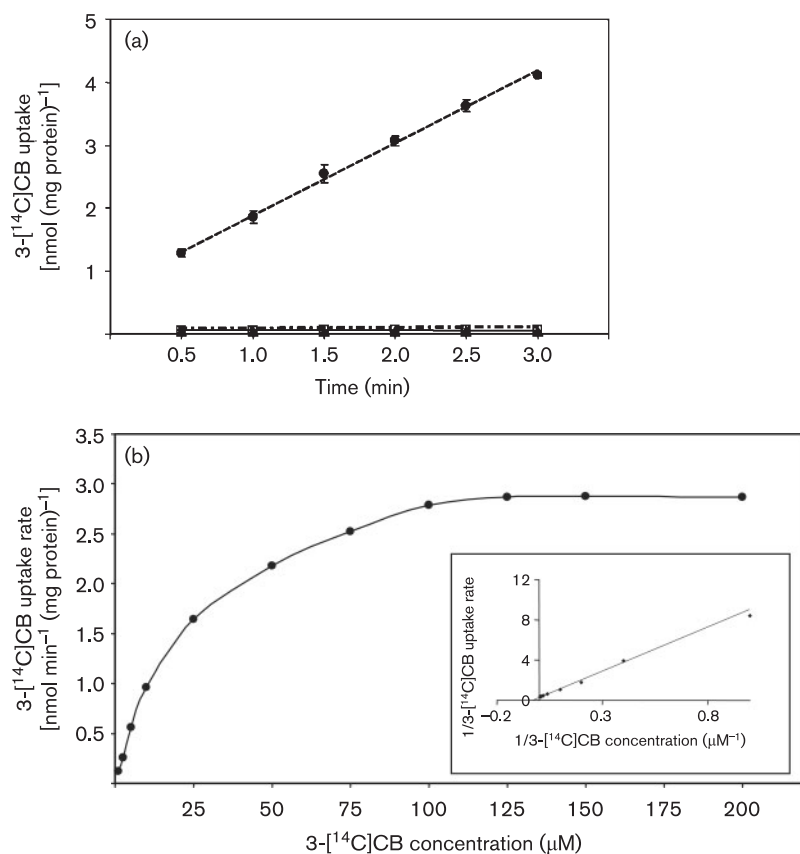 (a)
3-[¹⁴C]CB uptake
[nmol (mg protein)⁻¹]
5
4
3
2
1
0.5 1.0 1.5 2.0 2.5 3.0
Time (min)
(b)
3-[¹⁴C]CB uptake rate
[nmol min⁻¹ (mg protein)⁻¹]
3.5
3.0
2.5
2.0
1.5
1.0
0.5
25 50 75 100 125 150 175 200
3-[¹⁴C]CB concentration (μM)
1/3-[¹⁴C]CB uptake rate
12
8
4
0
−0.2 0.3 0.8
1/3-[¹⁴C]CB concentration (μM⁻¹)